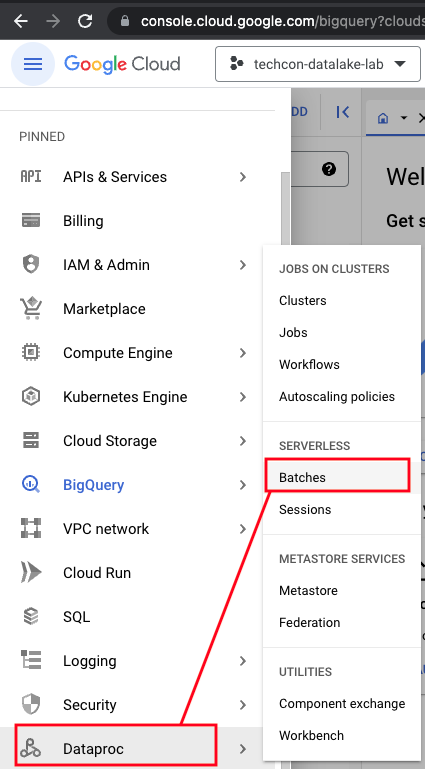 console.cloud.google.com/bigquery?clouds
Google Cloud
techcon-datalake-lab
DD
PINNED
API APIs & Services
Billing
IAM & Admin
Marketplace
Compute Engine
Kubernetes Engine
Cloud Storage
BigQuery
VPC network
Cloud Run
SQL
Logging
Security
Dataproc
Wel
Get s
JOBS ON CLUSTERS
Clusters
Jobs
Workflows
Autoscaling policies
SERVERLESS
Batches
Sessions
METASTORE SERVICES
Metastore
Federation
UTILITIES
Component exchange
Workbench